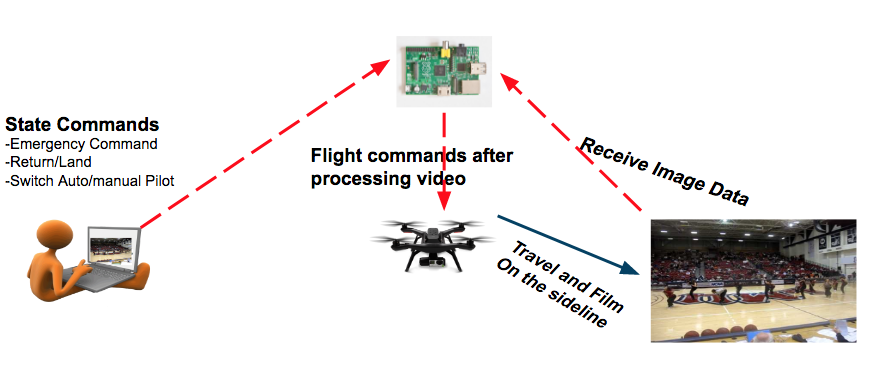 State Commands
-Emergency Command
-Return/Land
-Switch Auto/manual Pilot
Flight commands after
processing video
Receive Image Data
Travel and Film
On the sideline